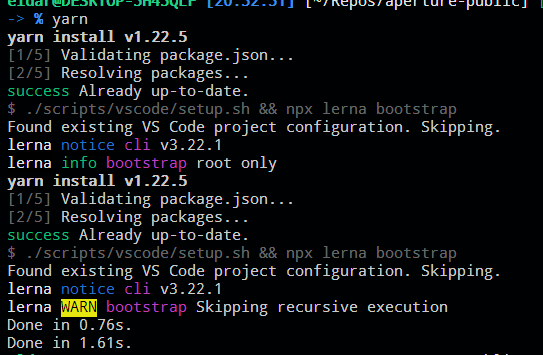 eidar@DESKTOP-5H45QLF [20:52:51] [~/Repos/aperture-public]
-> % yarn
yarn install v1.22.5
[1/5] Validating package.json...
[2/5] Resolving packages...
success Already up-to-date.
$ ./scripts/vscode/setup.sh && npx lerna bootstrap
Found existing VS Code project configuration. Skipping.
lerna notice cli v3.22.1
lerna info bootstrap root only
yarn install v1.22.5
[1/5] Validating package.json...
[2/5] Resolving packages...
success Already up-to-date.
$ ./scripts/vscode/setup.sh && npx lerna bootstrap
Found existing VS Code project configuration. Skipping.
lerna notice cli v3.22.1
lerna WARN bootstrap Skipping recursive execution
Done in 0.76s.
Done in 1.61s.